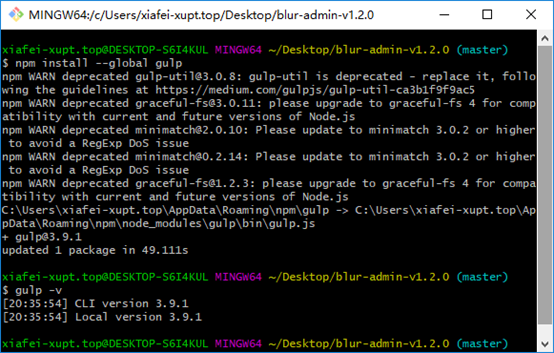 MINGW64:/c/Users/xiafei-xupt.top/Desktop/blur-admin-v1.2.0
xiafei-xupt.top@DESKTOP-S6I4KUL MINGW64 ~/Desktop/blur-admin-v1.2.0 (master)
$ npm install --global gulp
npm WARN deprecated gulp-util@3.0.8: gulp-util is deprecated - replace it, follo
wing the guidelines at https://medium.com/gulpjs/gulp-util-ca3b1f9f9ac5
npm WARN deprecated graceful-fs@3.0.11: please upgrade to graceful-fs 4 for comp
atibility with current and future versions of Node.js
npm WARN deprecated minimatch@2.0.10: Please update to minimatch 3.0.2 or higher
 to avoid a RegExp DoS issue
npm WARN deprecated minimatch@0.2.14: Please update to minimatch 3.0.2 or higher
 to avoid a RegExp DoS issue
npm WARN deprecated graceful-fs@1.2.3: please upgrade to graceful-fs 4 for compa
tibility with current and future versions of Node.js
C:\Users\xiafei-xupt.top\AppData\Roaming\npm\gulp -> C:\Users\xiafei-xupt.top\Ap
pData\Roaming\npm\node_modules\gulp\bin\gulp.js
+ gulp@3.9.1
updated 1 package in 49.111s
xiafei-xupt.top@DESKTOP-S6I4KUL MINGW64 ~/Desktop/blur-admin-v1.2.0 (master)
$ gulp -v
[20:35:54] CLI version 3.9.1
[20:35:54] Local version 3.9.1
xiafei-xupt.top@DESKTOP-S6I4KUL MINGW64 ~/Desktop/blur-admin-v1.2.0 (master)